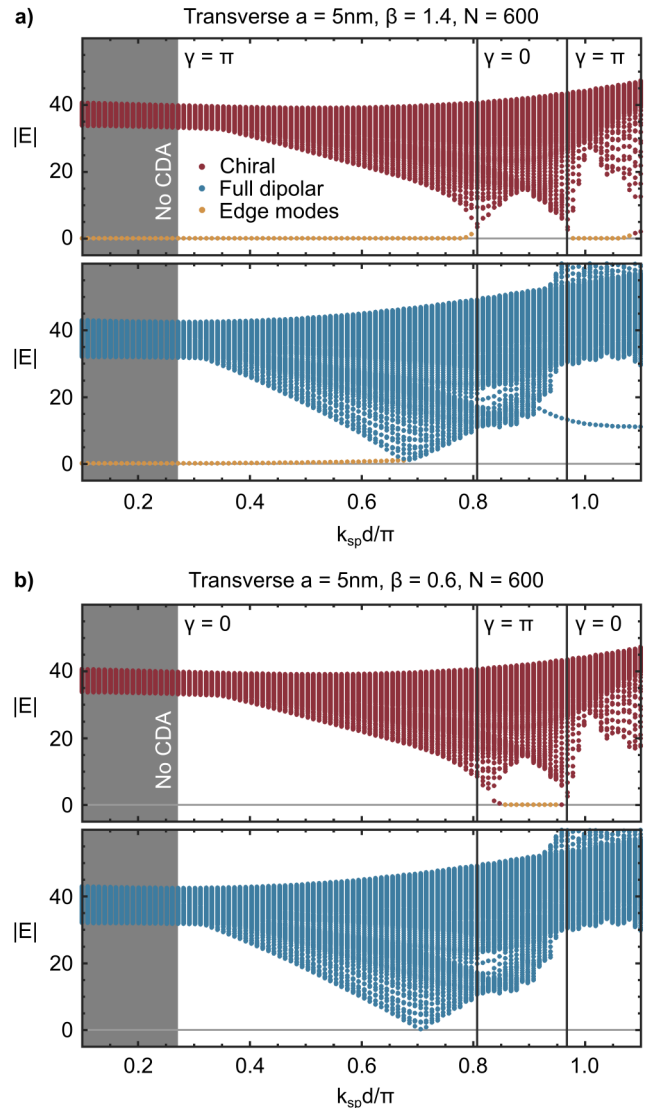 a)
Transverse a = 5nm, β = 1.4, N = 600
γ = π
γ = 0
γ = π
40
|E|
20
0
No CDA
Chiral
Full dipolar
Edge modes
40
|E|
20
0
0.2
0.4
0.6
0.8
1.0
k_sp d/π
b)
Transverse a = 5nm, β = 0.6, N = 600
γ = 0
γ = π
γ = 0
40
|E|
20
0
No CDA
40
|E|
20
0
0.2
0.4
0.6
0.8
1.0
k_sp d/π